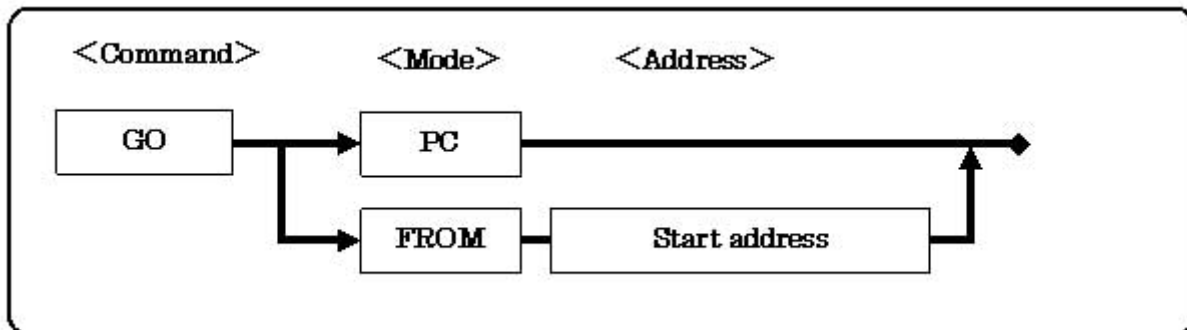 <Command> <Mode> <Address>
GO PC
FROM Start address